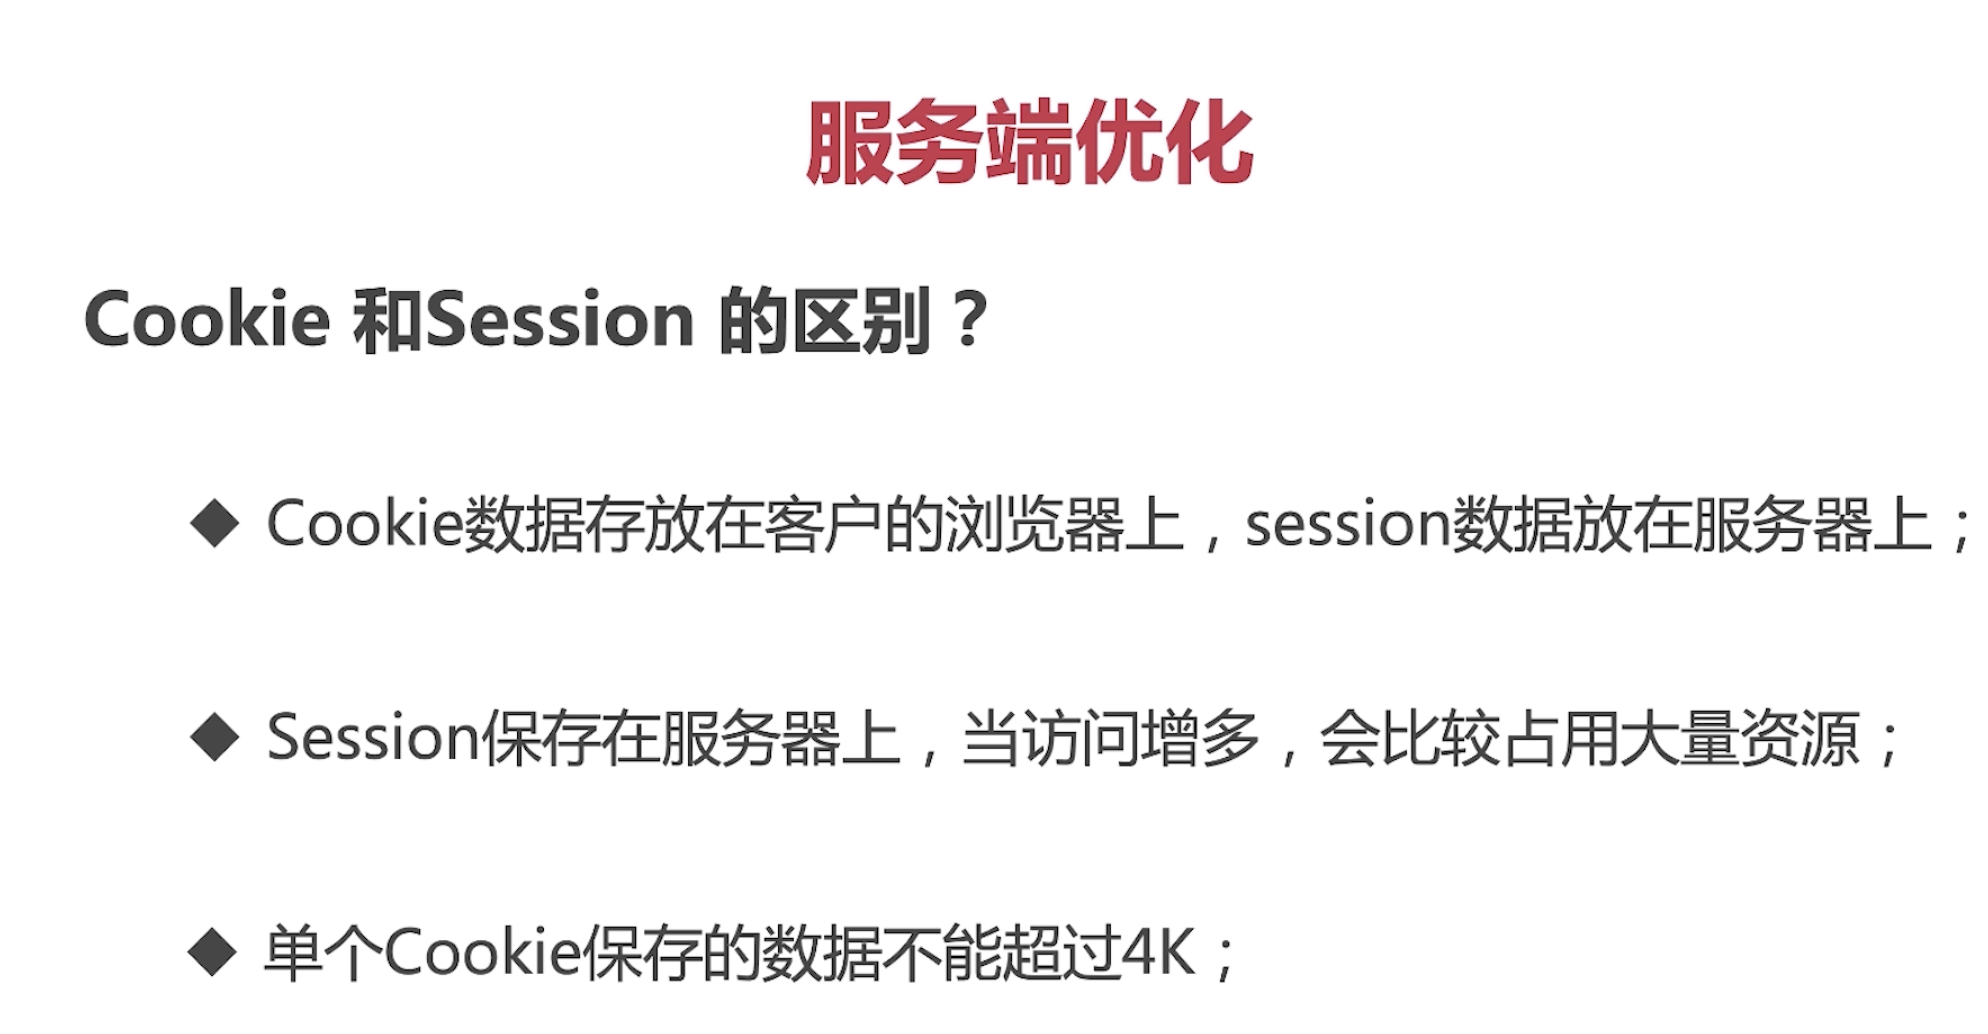 服务端优化
Cookie 和Session 的区别？
◆ Cookie数据存放在客户的浏览器上，session数据放在服务器上；
◆ Session保存在服务器上，当访问增多，会比较占用大量资源；
◆ 单个Cookie保存的数据不能超过4K；